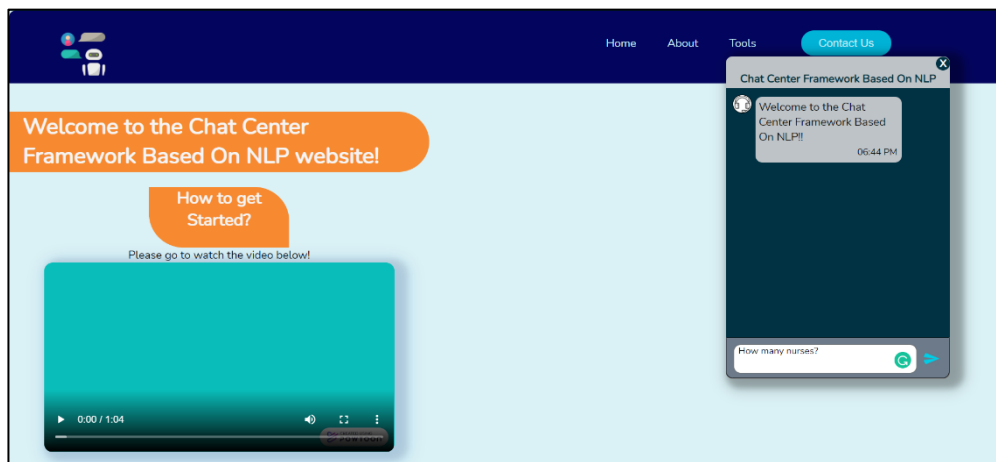 Home About Tools Contact Us
X
Chat Center Framework Based On NLP
Welcome to the Chat
Center Framework Based
On NLP!!
06:44 PM
Welcome to the Chat Center
Framework Based On NLP website!
How to get
Started?
Please go to watch the video below!
0:00 / 1:04
POWTOON
How many nurses?